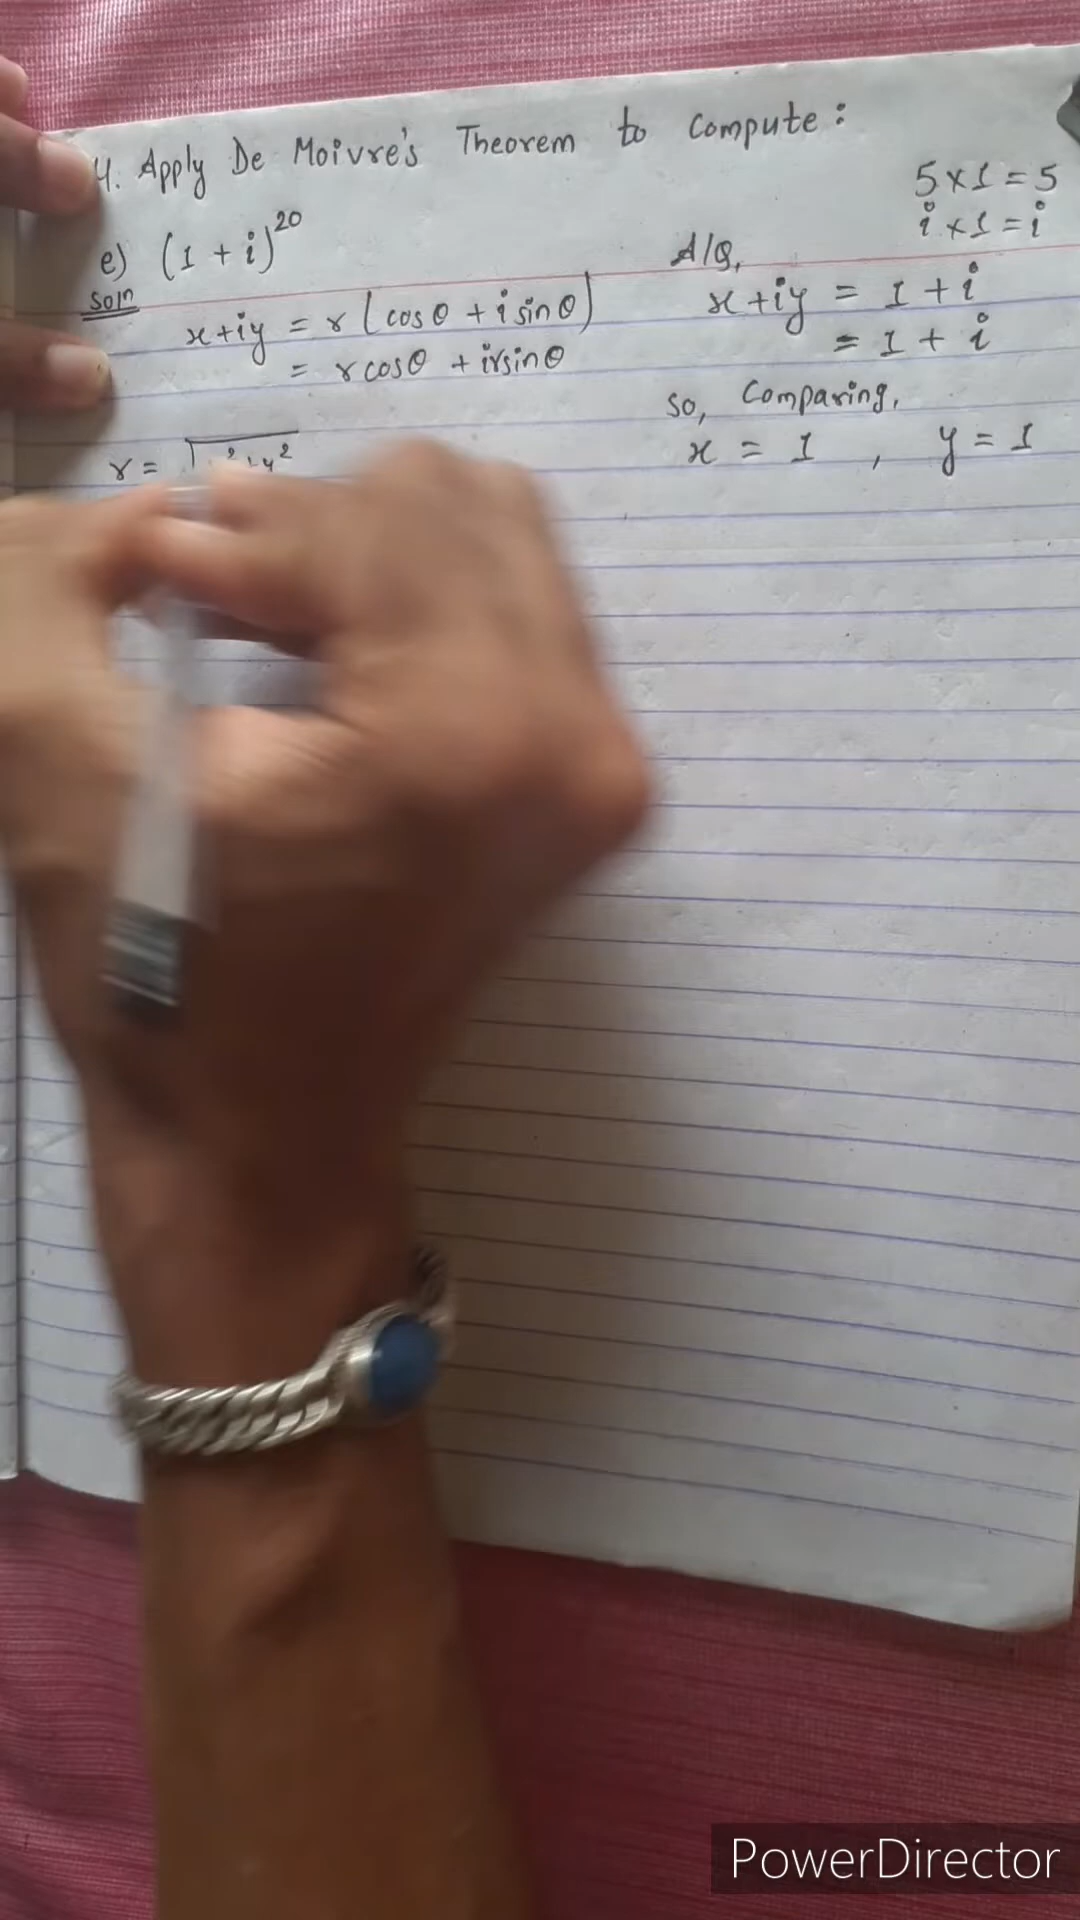 4. Apply De Moivre's Theorem to compute:
5 x 1 = 5
i x 1 = i
e) (1 + i)^20
Soln
x+iy = r (cosθ + i sinθ)
= r cosθ + irsinθ
r =
A/Q,
x+iy = 1 + i
= 1 + i
so, Comparing,
x = 1 , y = 1
PowerDirector